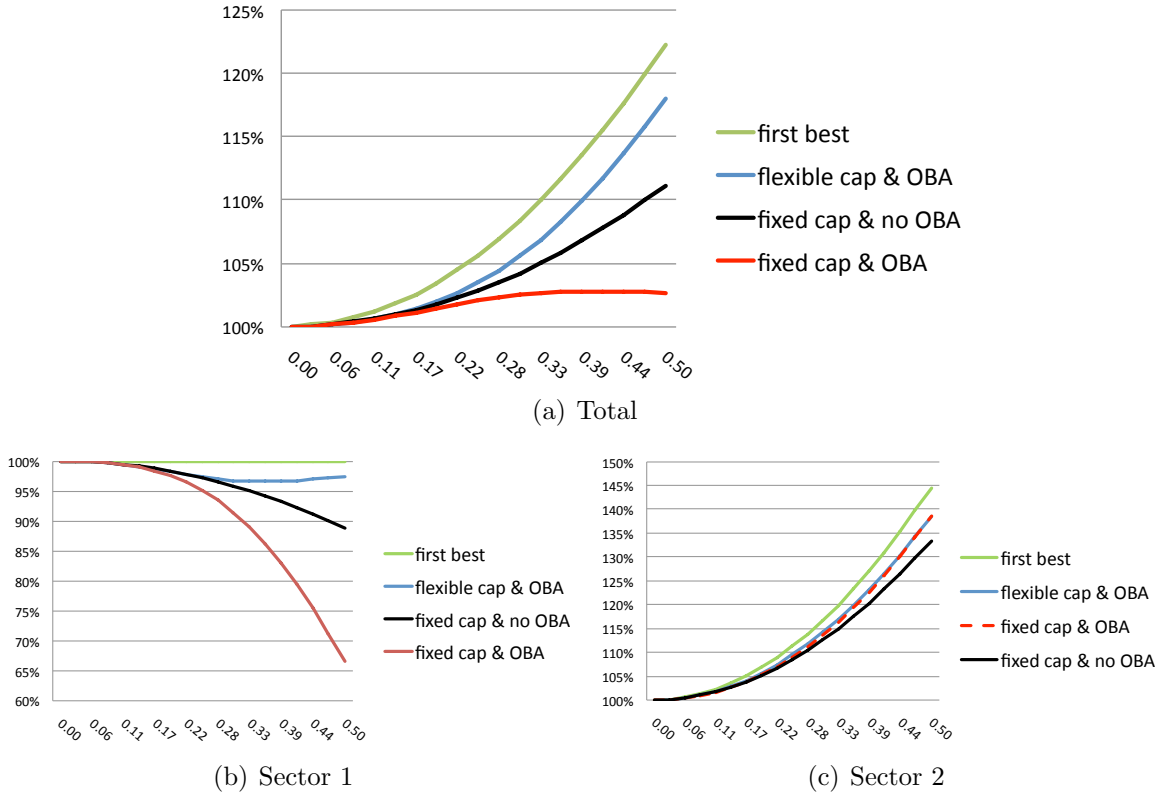 125%
120%
115%
110%
105%
100%
0.00 0.06 0.11 0.17 0.22 0.28 0.33 0.39 0.44 0.50
first best
flexible cap & OBA
fixed cap & no OBA
fixed cap & OBA
(a) Total
100%
95%
90%
85%
80%
75%
70%
65%
60%
0.00 0.06 0.11 0.17 0.22 0.28 0.33 0.39 0.44 0.50
first best
flexible cap & OBA
fixed cap & no OBA
fixed cap & OBA
(b) Sector 1
150%
145%
140%
135%
130%
125%
120%
115%
110%
105%
100%
0.00 0.06 0.11 0.17 0.22 0.28 0.33 0.39 0.44 0.50
first best
flexible cap & OBA
fixed cap & OBA
fixed cap & no OBA
(c) Sector 2